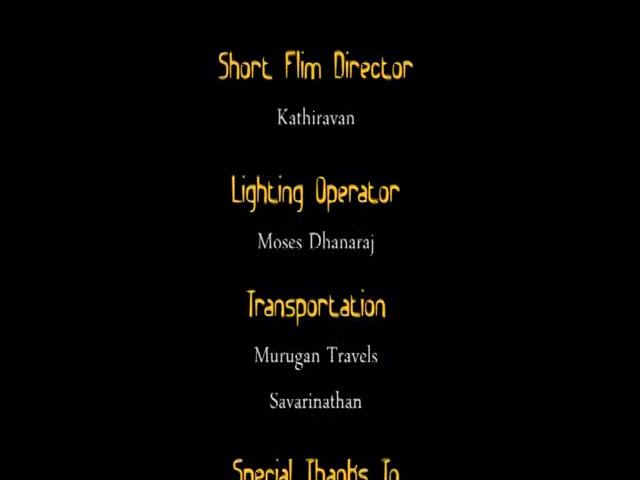 Short Flim Director
Kathiravan
Lighting Operator
Moses Dhanaraj
Transportation
Murugan Travels
Savarinathan
Special Thanks To